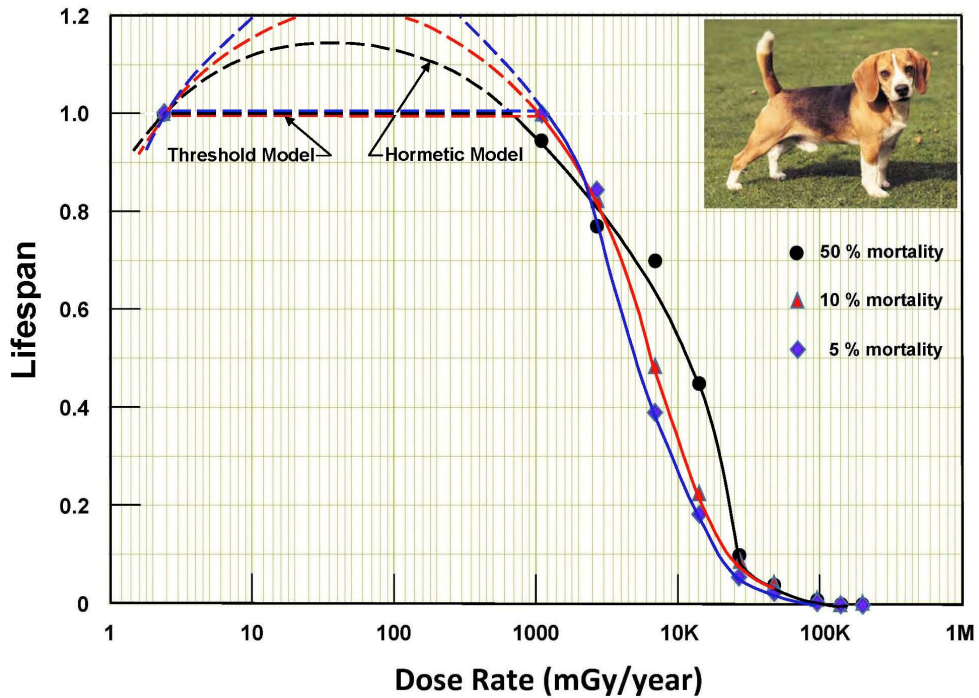 1.2
1.0
0.8
0.6
0.4
0.2
0
Lifespan
Threshold Model
Hormetic Model
50 % mortality
10 % mortality
5 % mortality
1 10 100 1000 10K 100K 1M
Dose Rate (mGy/year)